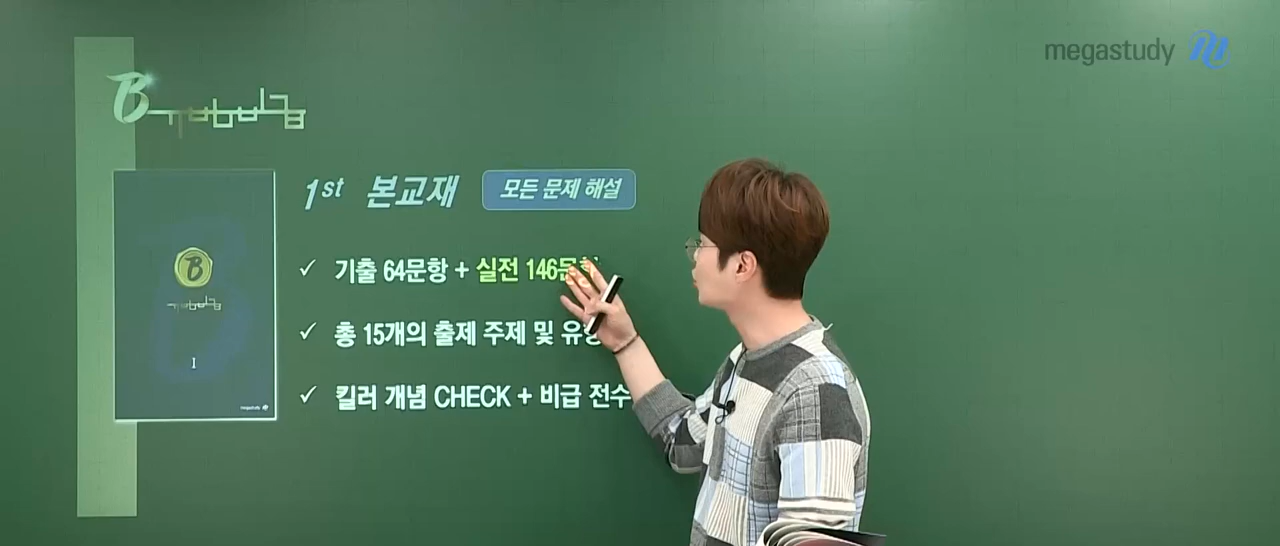 megastudy M
B
1st 본교재 모든 문제 해설
✓ 기출 64문항 + 실전 146문항
✓ 총 15개의 출제 주제 및 유형
✓ 킬러 개념 CHECK + 비급 전수
B
I
megastudy